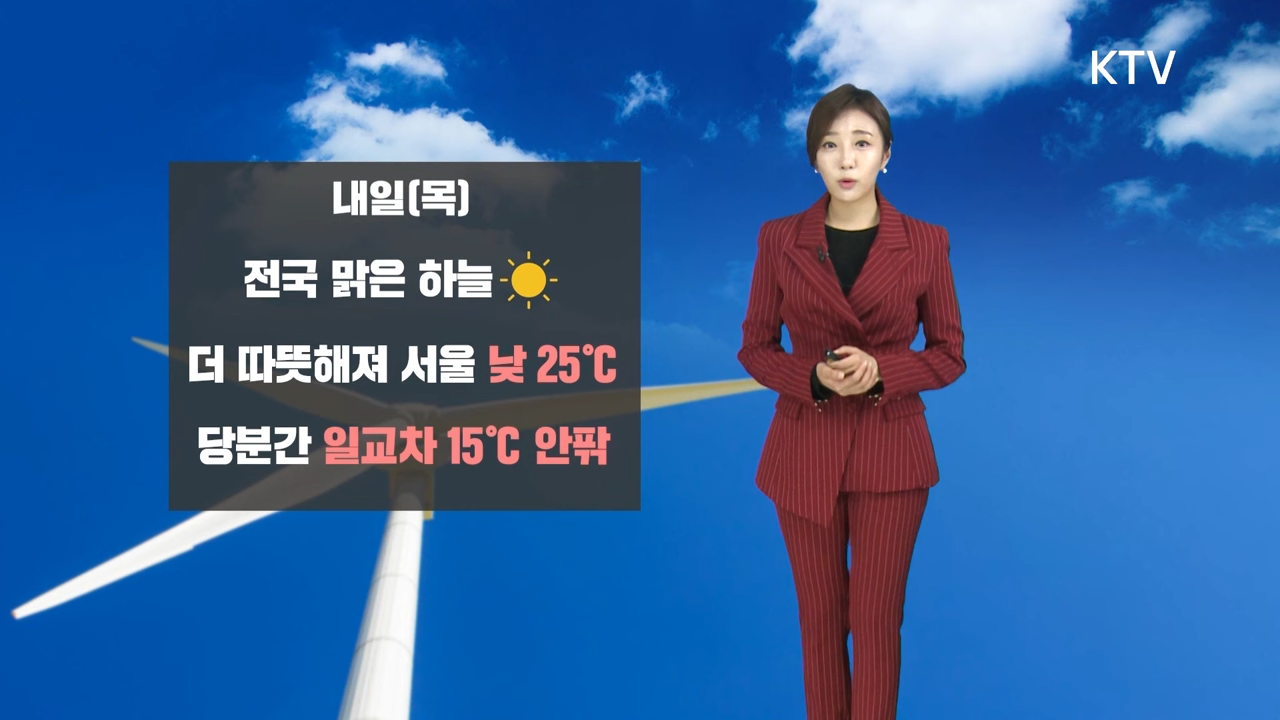 KTV
내일(목)
전국 맑은 하늘
더 따뜻해져 서울 낮 25℃
당분간 일교차 15℃ 안팎